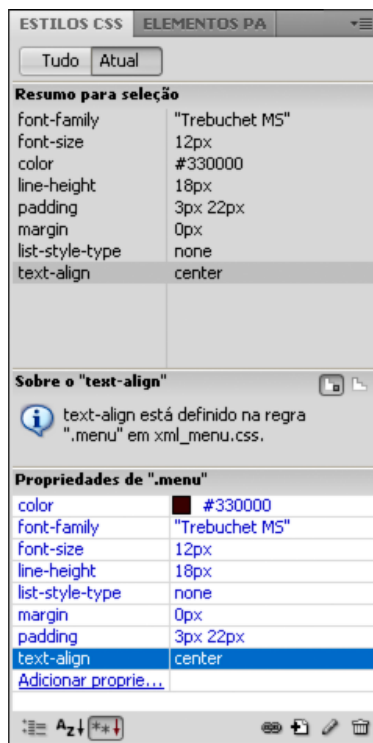 ESTILOS CSS ELEMENTOS PA
Tudo Atual
Resumo para seleção
font-family "Trebuchet MS"
font-size 12px
color #330000
line-height 18px
padding 3px 22px
margin 0px
list-style-type none
text-align center
Sobre o "text-align"
text-align está definido na regra
".menu" em xml_menu.css.
Propriedades de ".menu"
color #330000
font-family "Trebuchet MS"
font-size 12px
line-height 18px
list-style-type none
margin 0px
padding 3px 22px
text-align center
Adicionar proprie...
Az↓ **↓